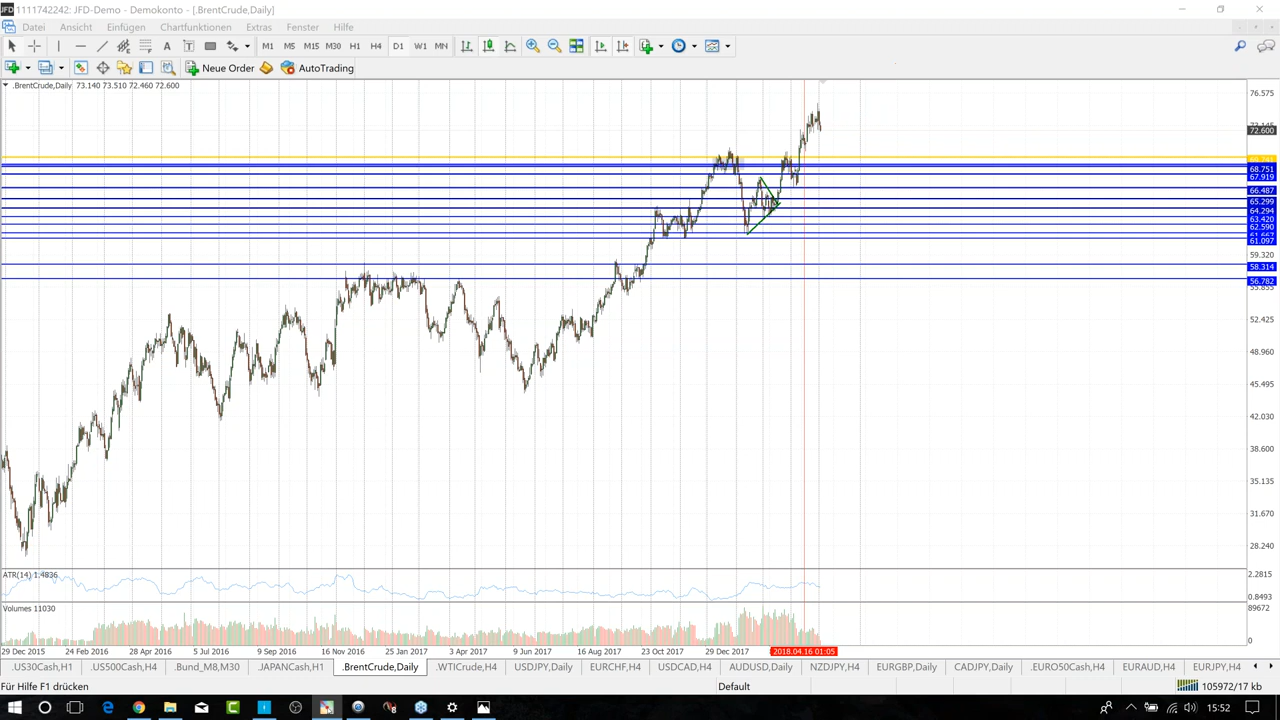 JFD 1111742242: JFD-Demo - Demokonto - [.BrentCrude,Daily]
Datei Ansicht Einfügen Chartfunktionen Extras Fenster Hilfe
A T M1 M5 M15 M30 H1 H4 D1 W1 MN
Neue Order AutoTrading
.BrentCrude,Daily 73.140 73.510 72.460 72.600
76.575
72.600
68.751
67.919
66.487
65.299
64.294
63.420
62.590
61.097
59.320
58.314
56.782
52.425
48.960
45.495
42.030
38.600
35.135
31.670
28.240
ATR(14) 1.4836
2.2815
0.8493
Volumes 11030
89672
0
29 Dec 2015 24 Feb 2016 28 Apr 2016 5 Jul 2016 9 Sep 2016 16 Nov 2016 25 Jan 2017 3 Apr 2017 9 Jun 2017 16 Aug 2017 23 Oct 2017 29 Dec 2017 2018.04.16 01:05
.US30Cash,H1 .US500Cash,H4 .Bund_M8,M30 .JAPANCash,H1 .BrentCrude,Daily .WTICrude,H4 USDJPY,Daily EURCHF,H4 USDCAD,H4 AUDUSD,Daily NZDJPY,H4 EURGBP,Daily CADJPY,Daily .EURO50Cash,H4 EURAUD,H4 EURJPY,H4
Für Hilfe F1 drücken Default 105972/17 kb
15:52